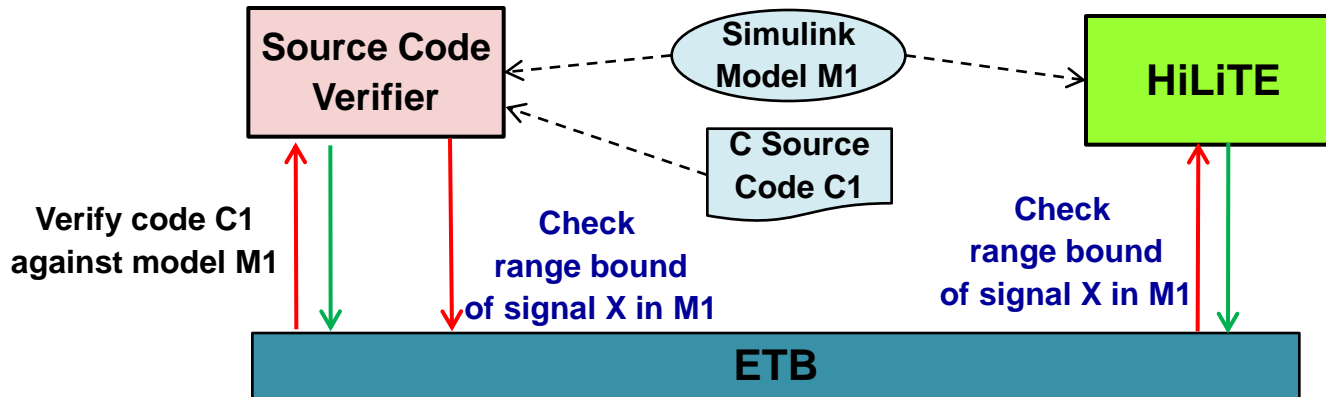 Source Code
Verifier
Simulink
Model M1
HiLiTE
C Source
Code C1
Verify code C1
against model M1
Check
range bound
of signal X in M1
Check
range bound
of signal X in M1
ETB